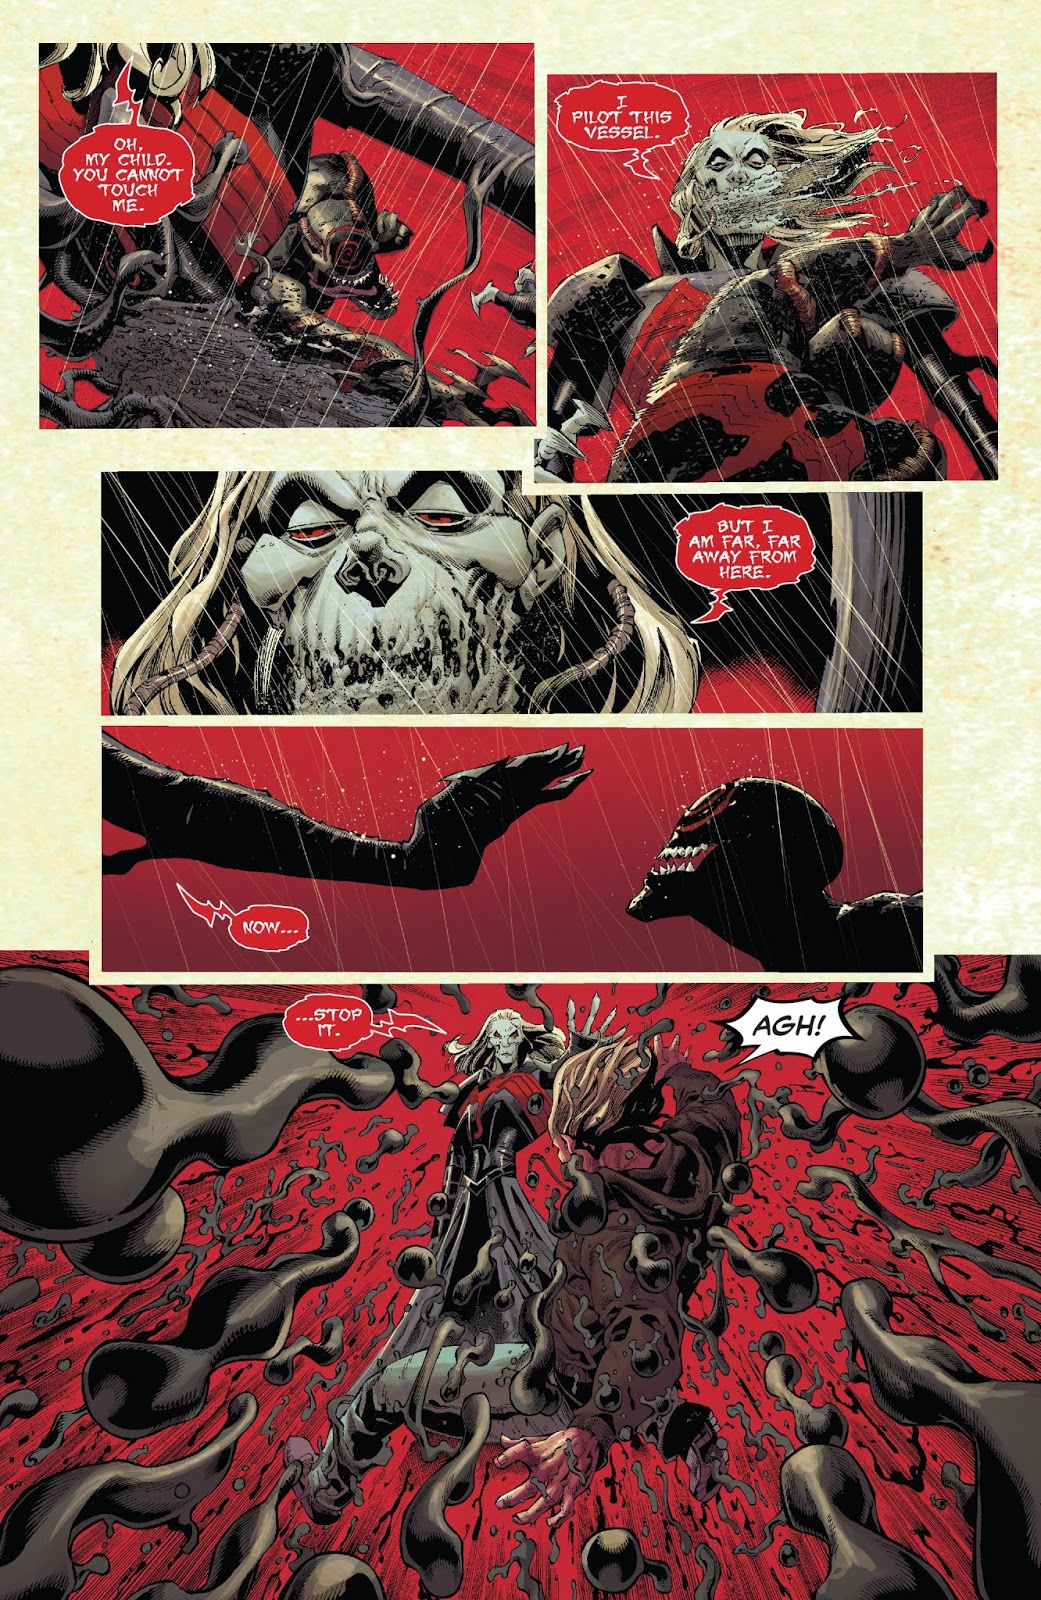 OH,
MY CHILD.
YOU CANNOT
TOUCH
ME.
I
PILOT THIS
VESSEL.
BUT I
AM FAR, FAR
AWAY FROM
HERE.
NOW...
...STOP
IT.
AGH!